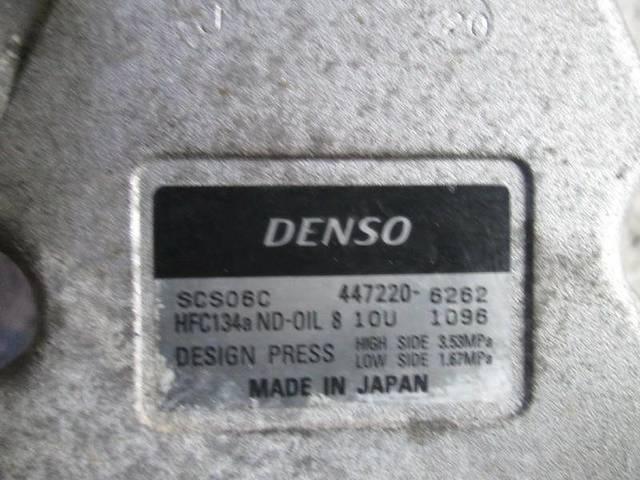 20
DENSO
SCS06C 447220-6262
HFC134a ND-OIL 8 10U 1096
DESIGN PRESS HIGH SIDE 3.53MPa
LOW SIDE 1.67MPa
MADE IN JAPAN